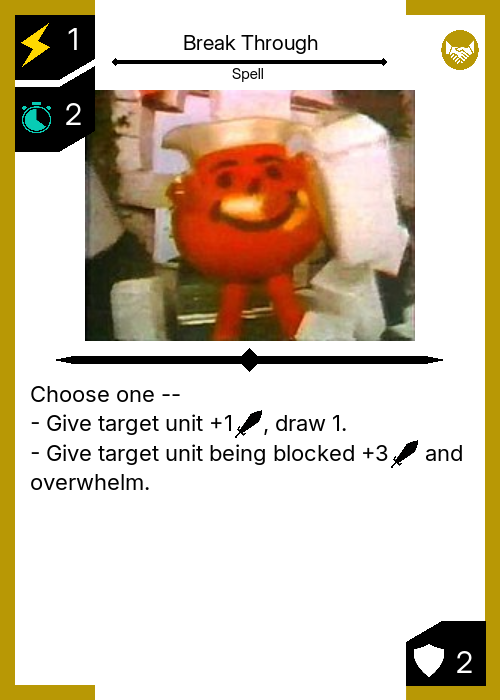 1
Break Through
Spell
2
Choose one --
- Give target unit +1, draw 1.
- Give target unit being blocked +3 and
overwhelm.
2